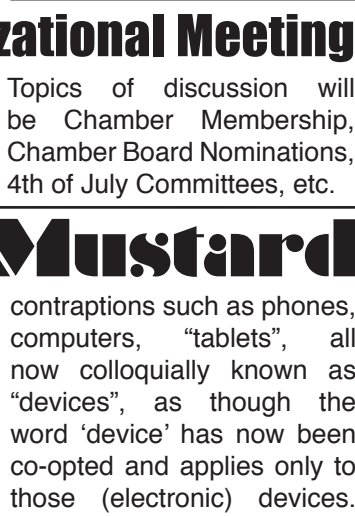 zational Meeting
Topics of discussion will
be Chamber Membership,
Chamber Board Nominations,
4th of July Committees, etc.
Mustard
contraptions such as phones,
computers, “tablets”, all
now colloquially known as
“devices”, as though the
word ‘device’ has now been
co-opted and applies only to
those (electronic) devices.